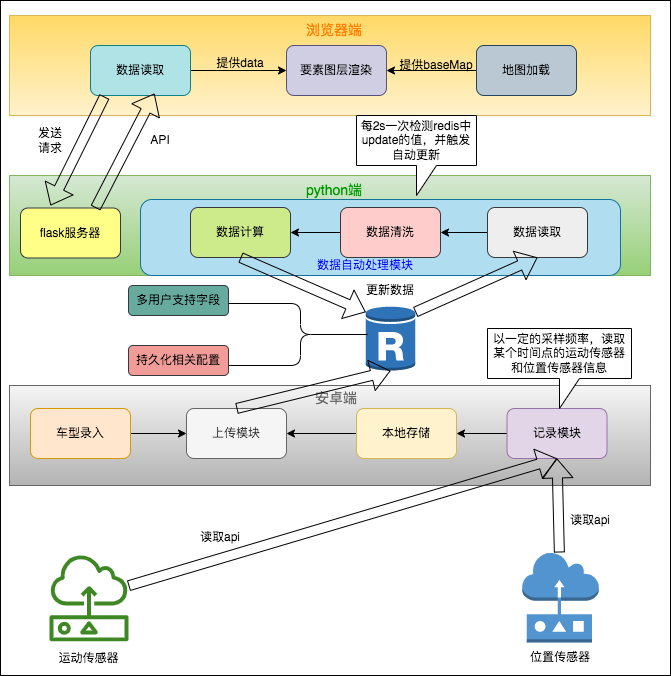 浏览器端
数据读取
提供data
要素图层渲染
提供baseMap
地图加载
发送
请求
API
每2s一次检测redis中
update的值，并触发
自动更新
python端
flask服务器
数据计算
数据清洗
数据读取
数据自动处理模块
更新数据
多用户支持字段
R
持久化相关配置
以一定的采样频率，读取
某个时间点的运动传感器
和位置传感器信息
安卓端
车型录入
上传模块
本地存储
记录模块
读取api
读取api
运动传感器
位置传感器